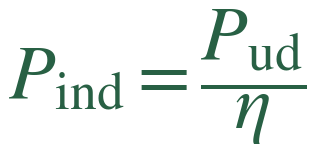 P_ind = P_ud / η